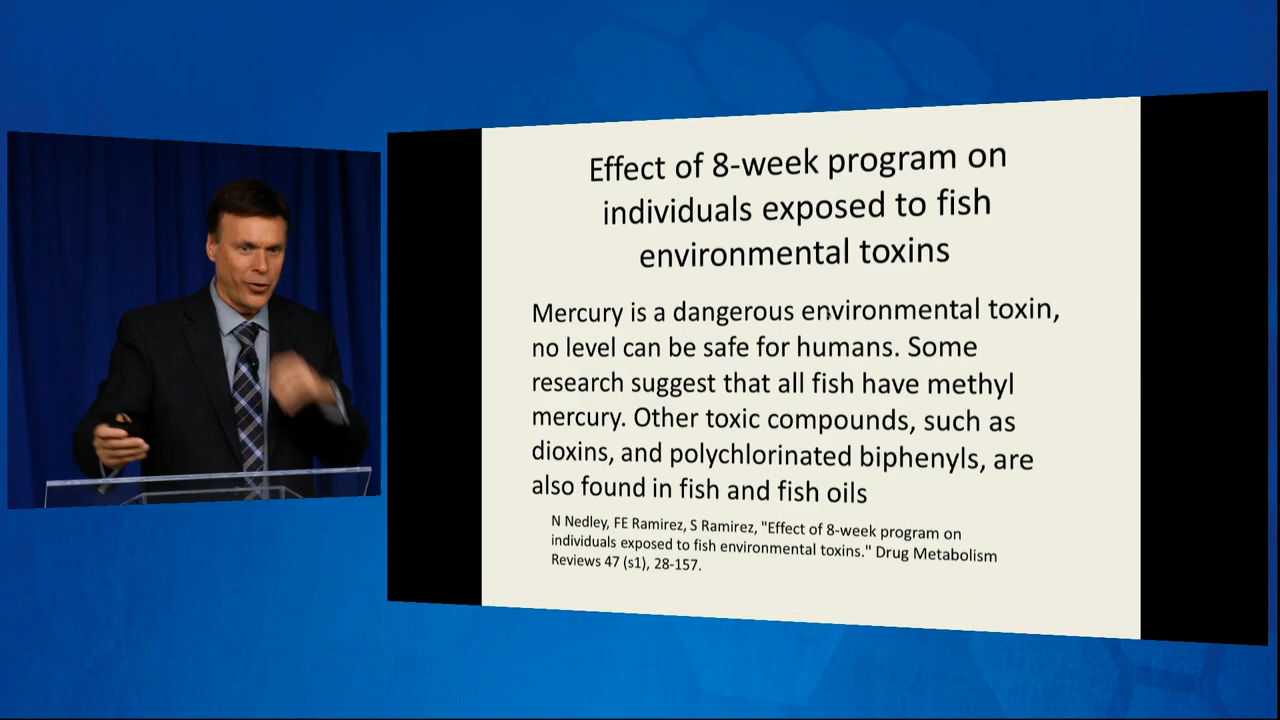 Effect of 8-week program on
individuals exposed to fish
environmental toxins
Mercury is a dangerous environmental toxin,
no level can be safe for humans. Some
research suggest that all fish have methyl
mercury. Other toxic compounds, such as
dioxins, and polychlorinated biphenyls, are
also found in fish and fish oils
N Nedley, FE Ramirez, S Ramirez, "Effect of 8-week program on
individuals exposed to fish environmental toxins." Drug Metabolism
Reviews 47 (s1), 28-157.